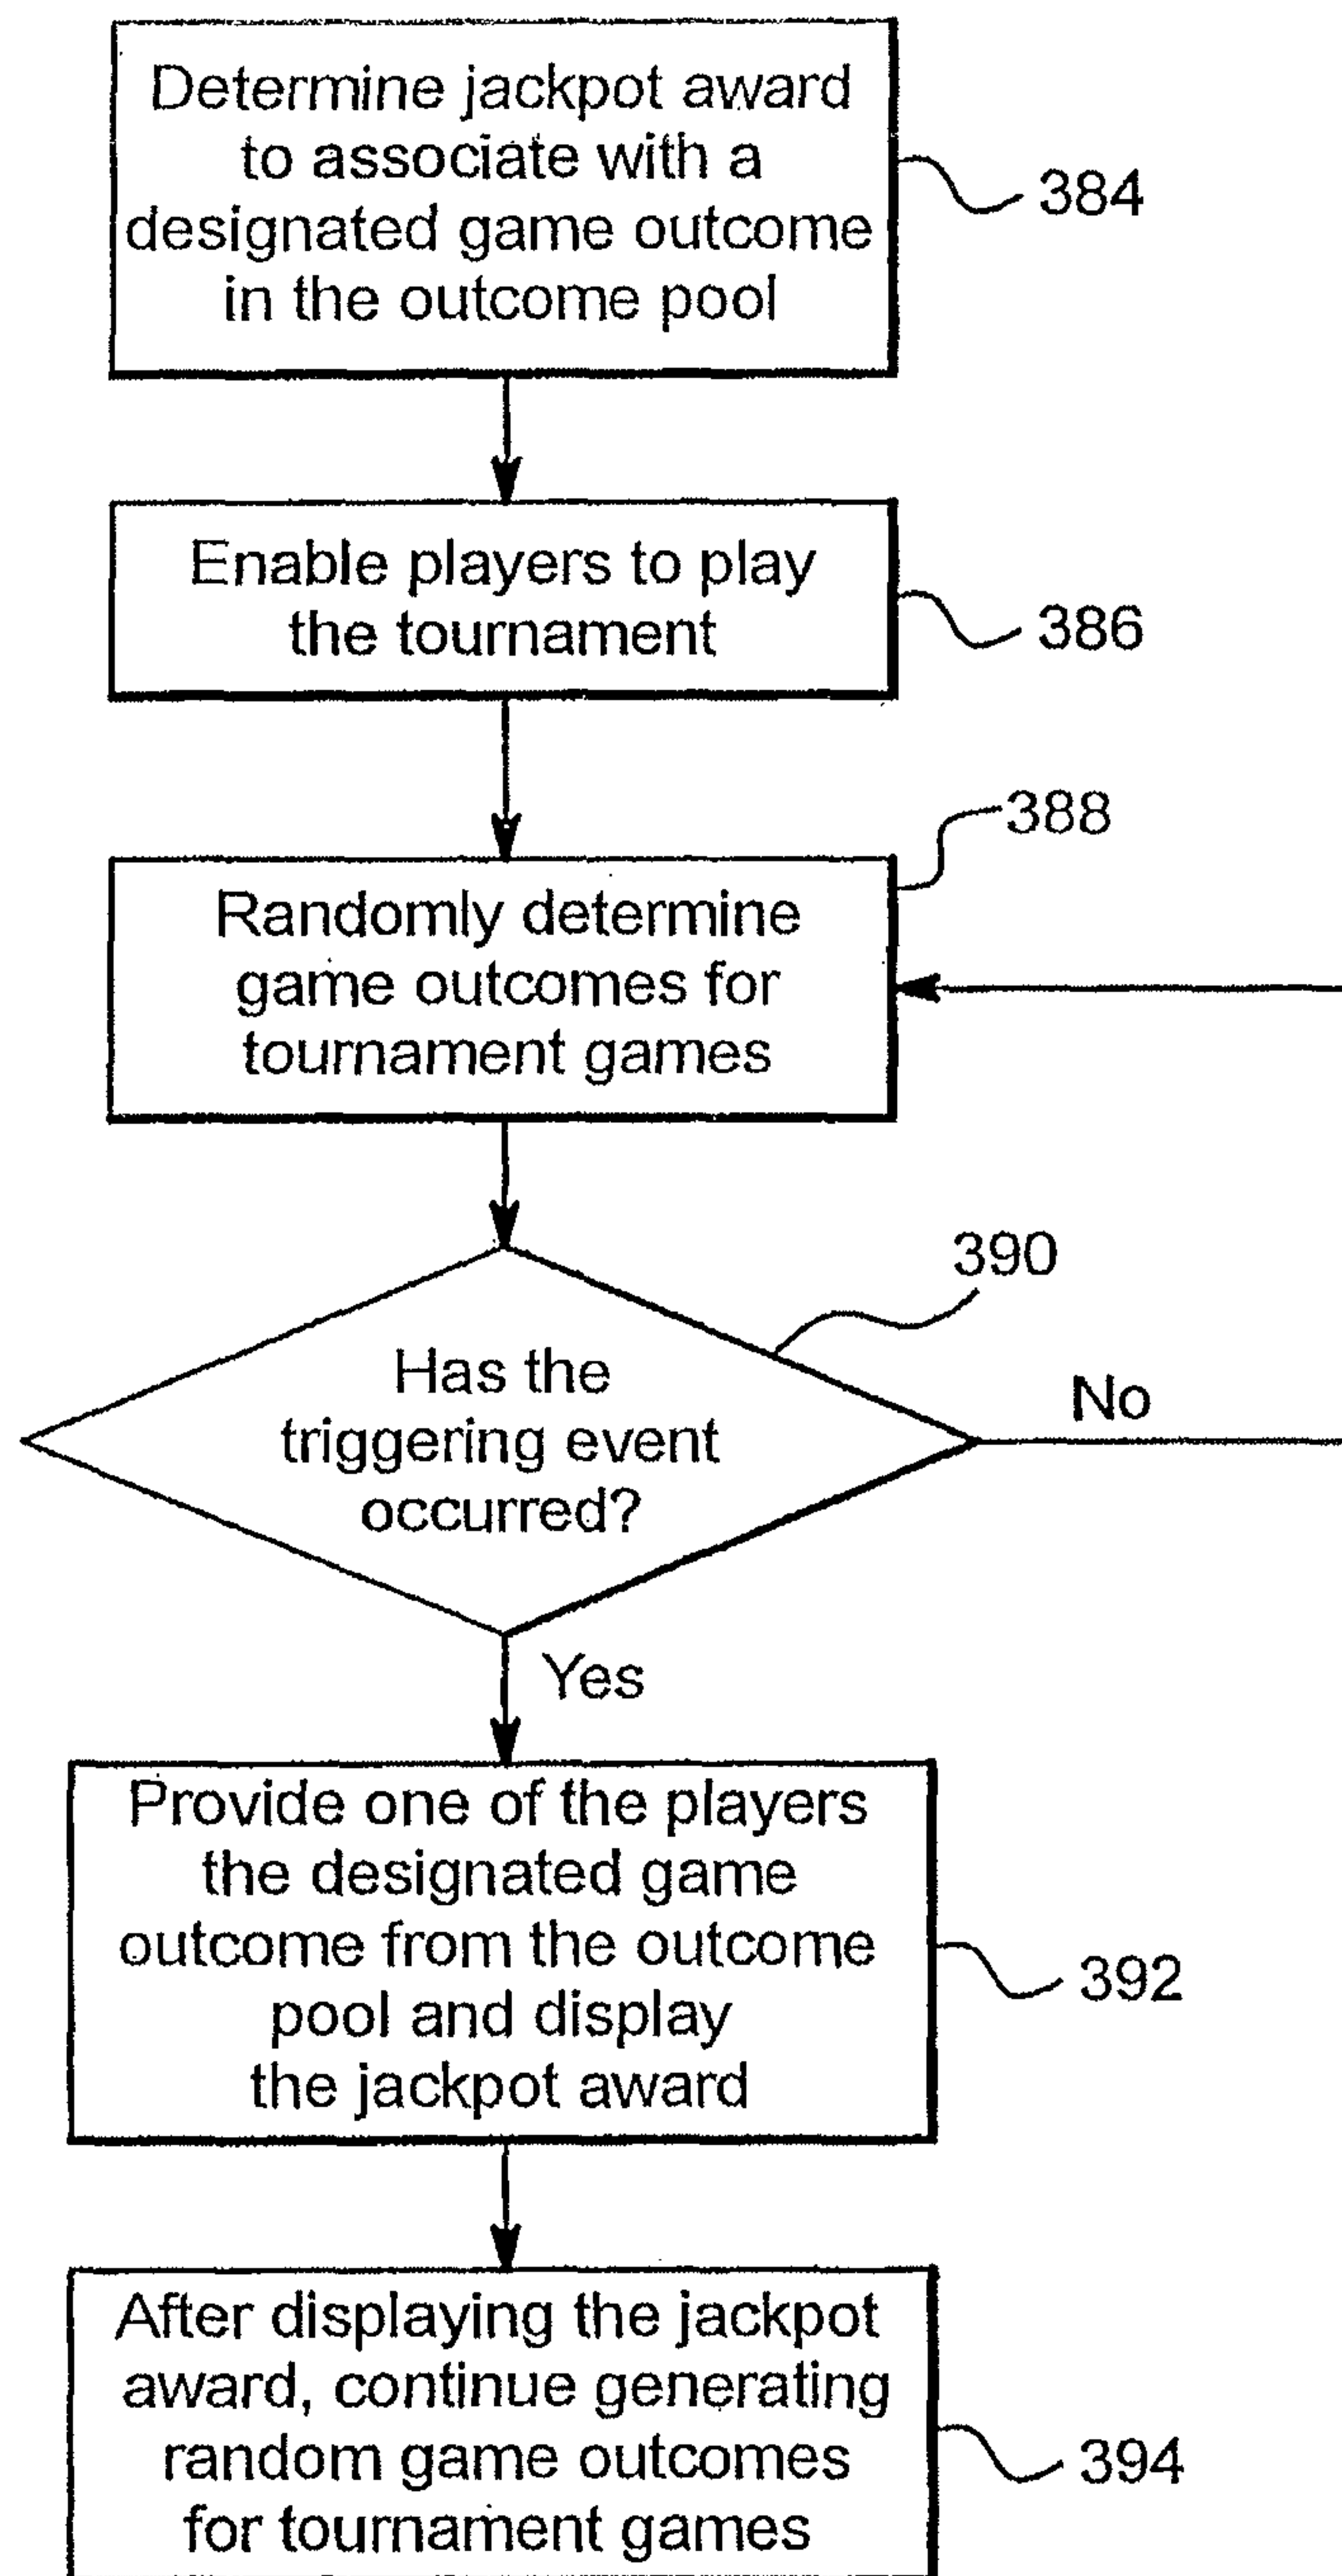 Determine jackpot award
to associate with a
designated game outcome
in the outcome pool
384
Enable players to play
the tournament
386
388
Randomly determine
game outcomes for
tournament games
390
Has the
triggering event
occurred?
No
Yes
Provide one of the players
the designated game
outcome from the outcome
pool and display
the jackpot award
392
After displaying the jackpot
award, continue generating
random game outcomes
for tournament games
394